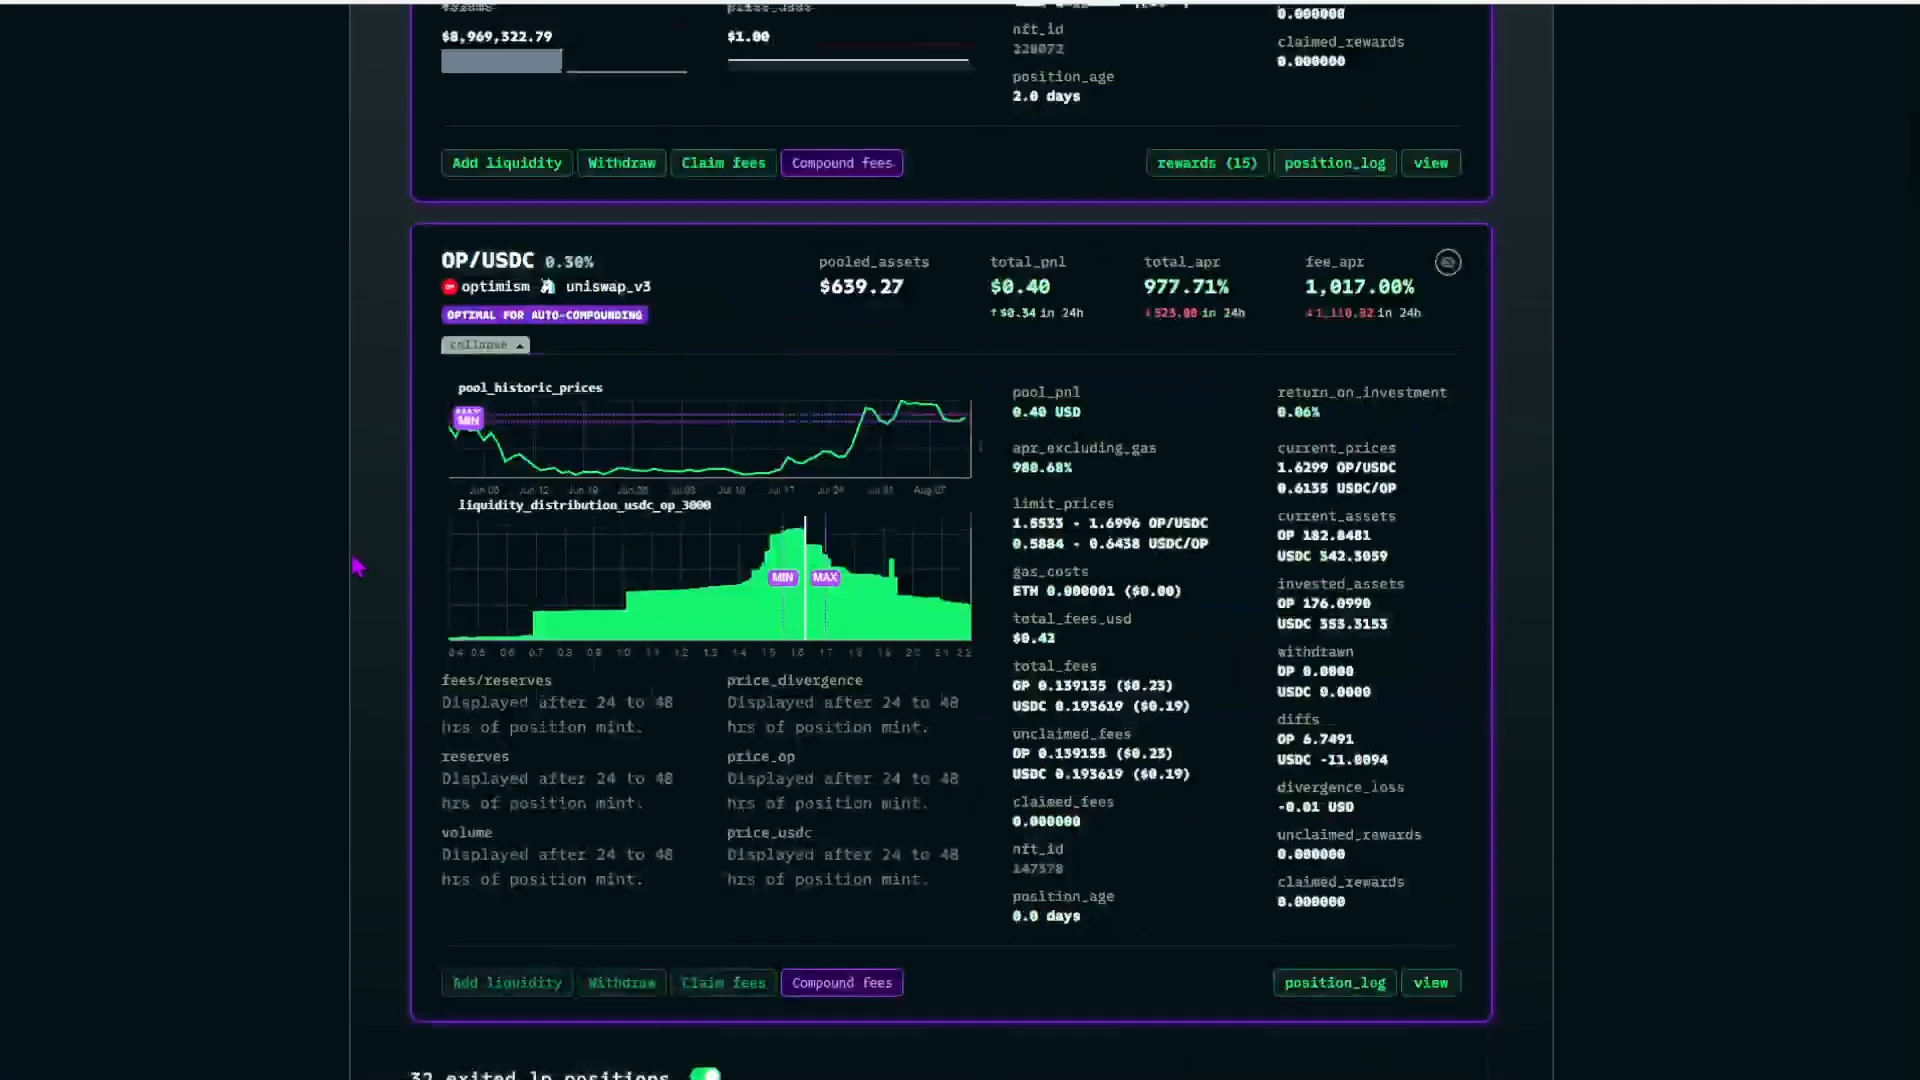 $8,969,322.79
$1.00
nft_id
0.000000
claimed_rewards
0.000000
position_age
2.0 days
Add liquidity Withdraw Claim fees Compound fees rewards (15) position_log view
OP/USDC 0.30%
optimism uniswap_v3
OPTIMAL FOR AUTO-COMPOUNDING
pooled_assets
$639.27
total_pnl
$0.40
↑$0.34 in 24h
total_apr
977.71%
in 24h
fee_apr
1,017.00%
in 24h
collapse ▲
pool_historic_prices
MIN
Jun 12 Jul 17 Jul 24 Aug 07
liquidity_distribution_usdc_op_3000
MIN MAX
fees/reserves
Displayed after 24 to 48
hrs of position mint.
price_divergence
Displayed after 24 to 48
hrs of position mint.
reserves
Displayed after 24 to 48
hrs of position mint.
price_op
Displayed after 24 to 48
hrs of position mint.
volume
Displayed after 24 to 48
hrs of position mint.
price_usdc
Displayed after 24 to 48
hrs of position mint.
pool_pnl
0.40 USD
apr_excluding_gas
980.68%
limit_prices
1.5533 - 1.6996 OP/USDC
0.5884 - 0.6438 USDC/OP
gas_costs
ETH 0.000001 ($0.00)
total_fees_usd
$0.42
total_fees
OP 0.139135 ($0.23)
USDC 0.193619 ($0.19)
unclaimed_fees
OP 0.139135 ($0.23)
USDC 0.193619 ($0.19)
claimed_fees
0.000000
nft_id
position_age
0.0 days
return_on_investment
0.06%
current_prices
1.6299 OP/USDC
0.6135 USDC/OP
current_assets
OP 182.8481
USDC 342.3059
invested_assets
OP 176.0990
USDC 353.3153
withdrawn
OP 0.0000
USDC 0.0000
diffs
OP 6.7491
USDC -11.0094
divergence_loss
-0.01 USD
unclaimed_rewards
0.000000
claimed_rewards
0.000000
Add liquidity Withdraw Claim fees Compound fees position_log view
32 exited lp positions